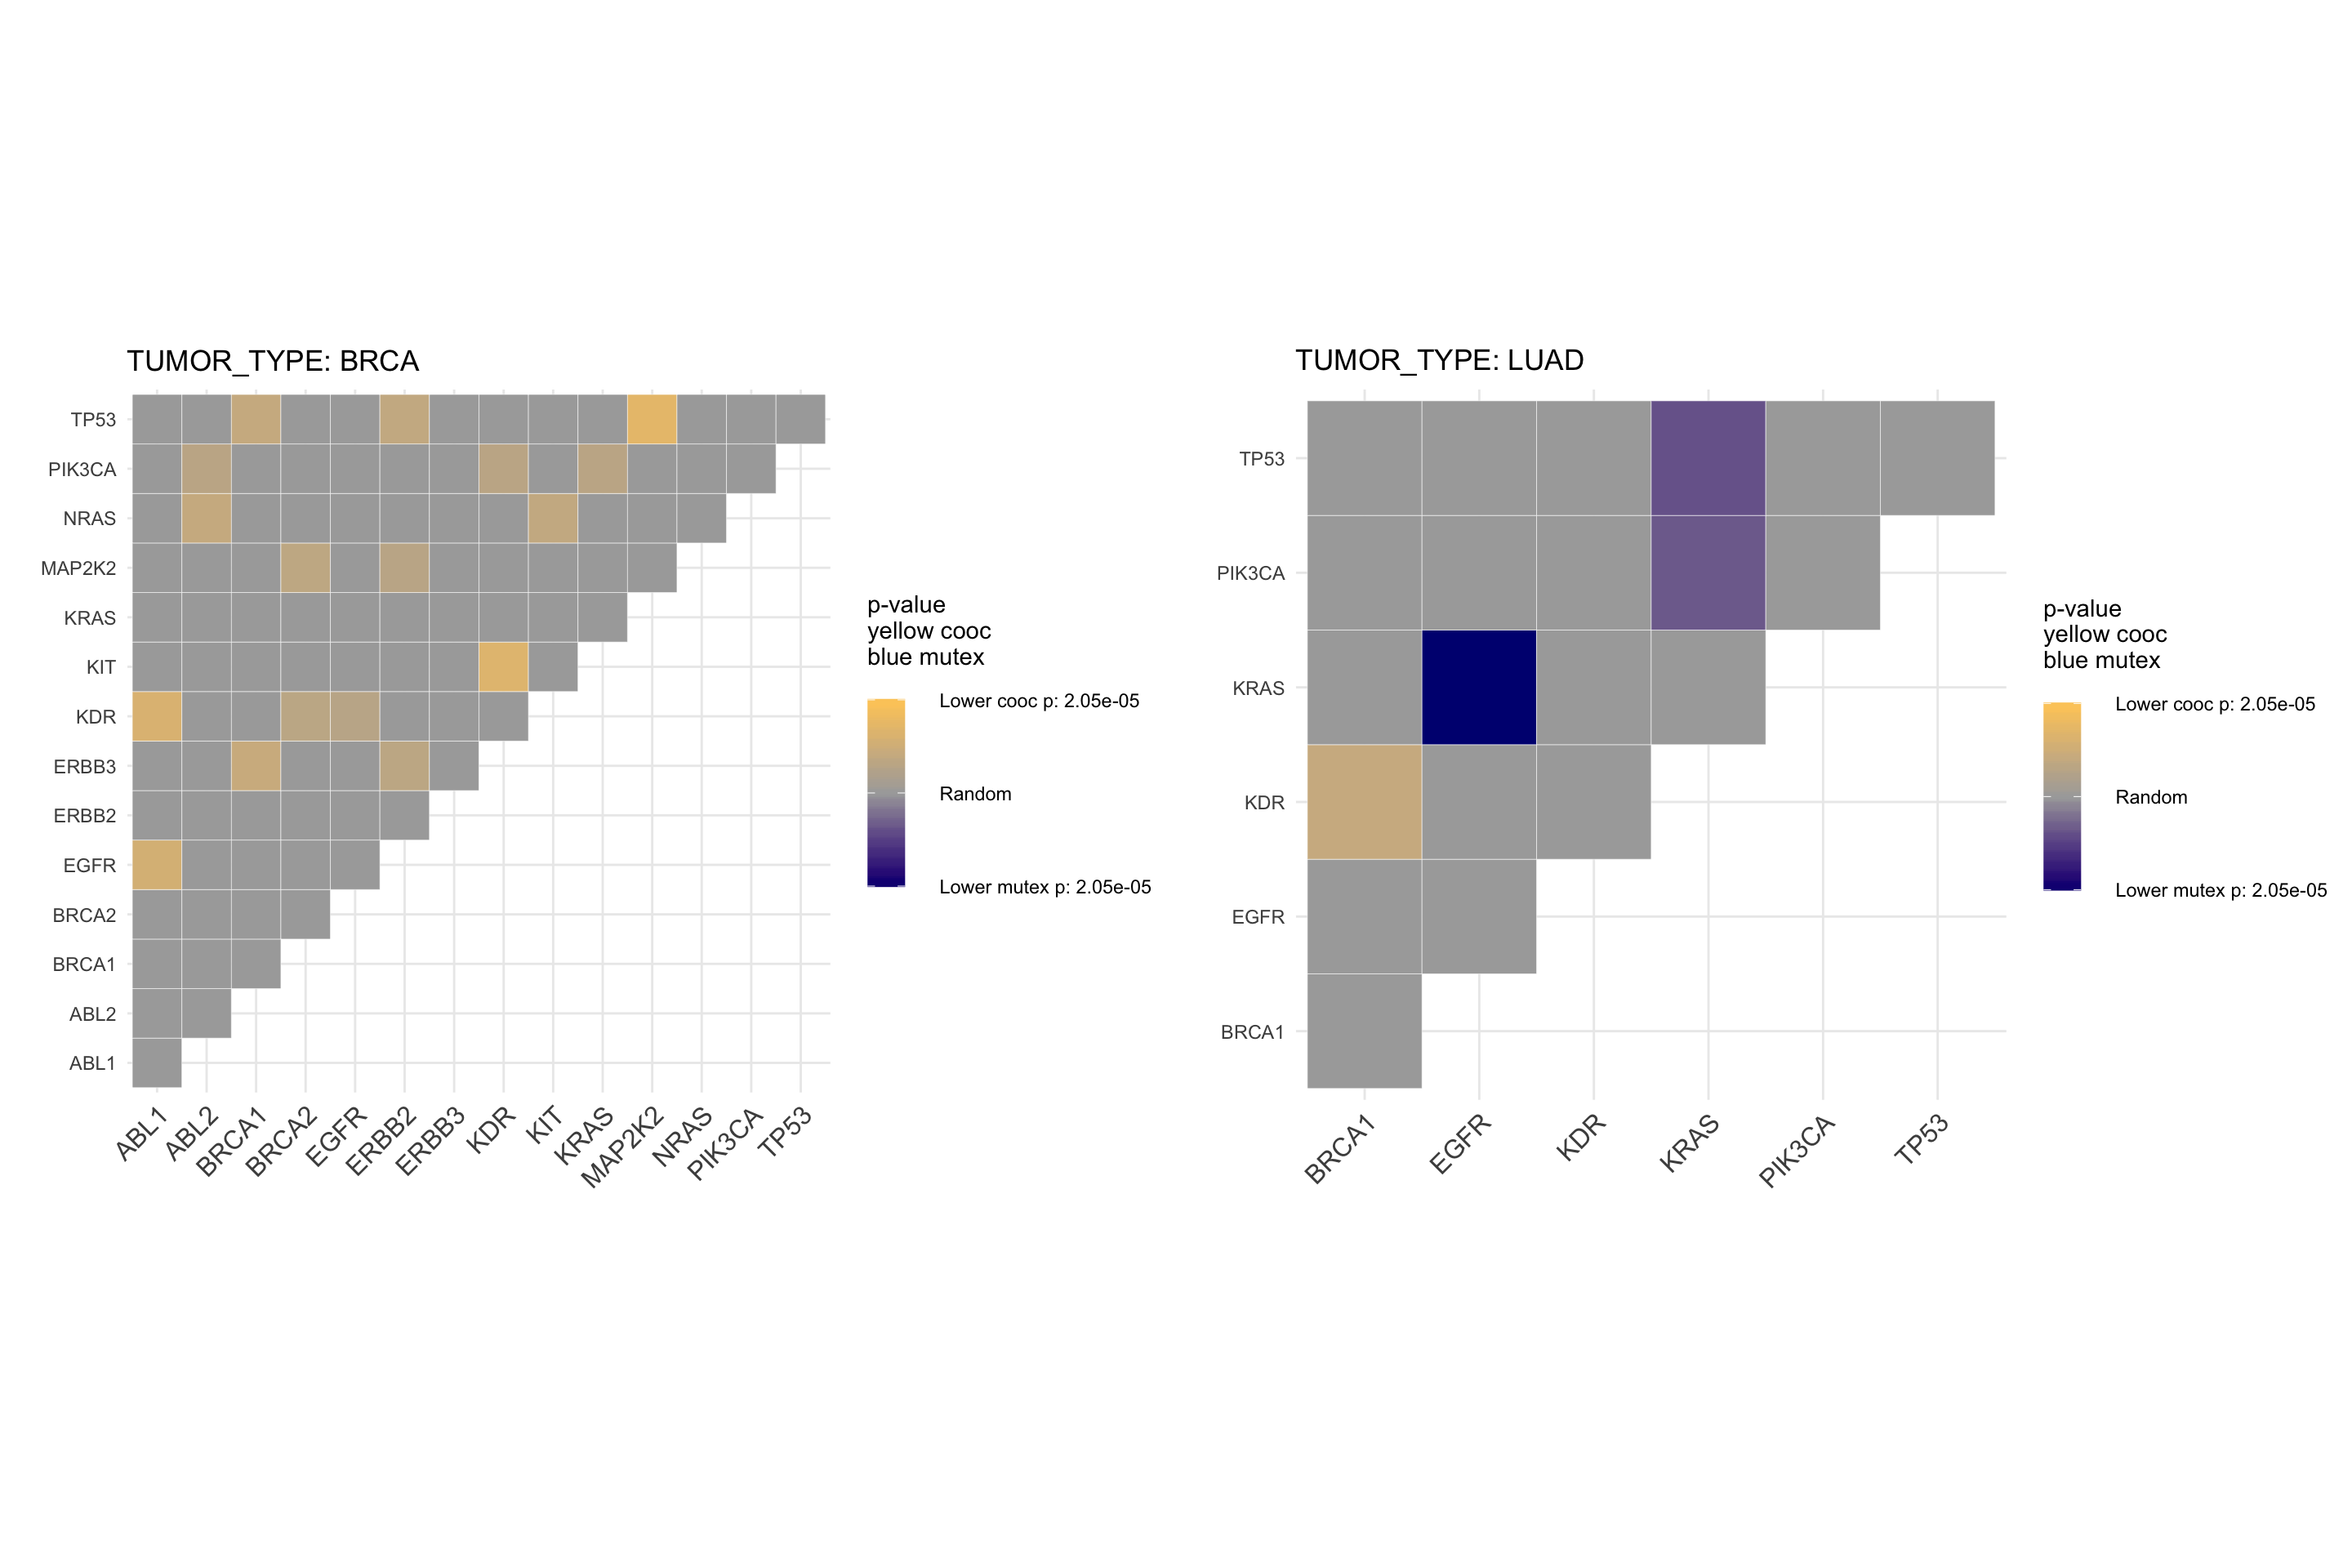 TUMOR_TYPE: BRCA
TP53
PIK3CA
NRAS
MAP2K2
KRAS
KIT
KDR
ERBB3
ERBB2
EGFR
BRCA2
BRCA1
ABL2
ABL1
ABL1
ABL2
BRCA1
BRCA2
EGFR
ERBB2
ERBB3
KDR
KIT
KRAS
MAP2K2
NRAS
PIK3CA
TP53
p-value
yellow cooc
blue mutex
Lower cooc p: 2.05e-05
Random
Lower mutex p: 2.05e-05
TUMOR_TYPE: LUAD
TP53
PIK3CA
KRAS
KDR
EGFR
BRCA1
BRCA1
EGFR
KDR
KRAS
PIK3CA
TP53
p-value
yellow cooc
blue mutex
Lower cooc p: 2.05e-05
Random
Lower mutex p: 2.05e-05